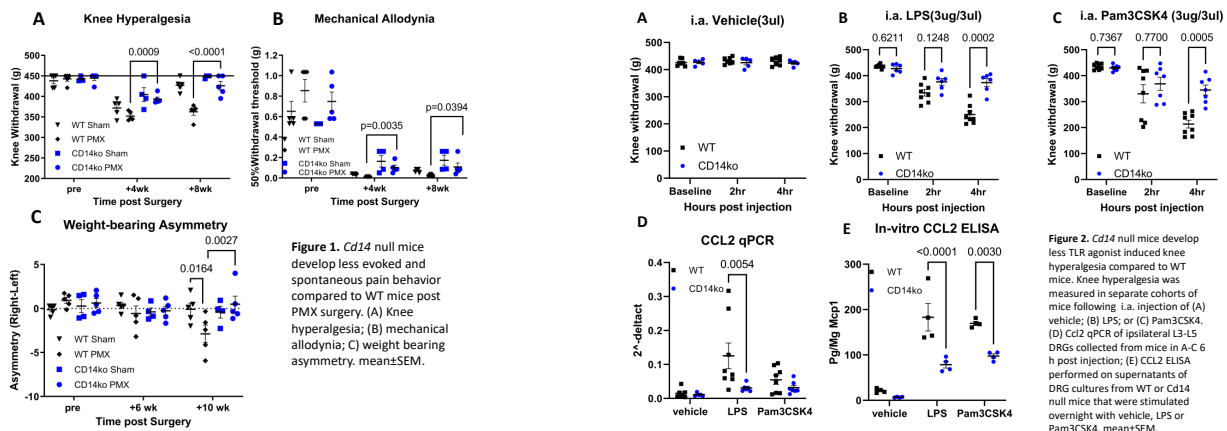 A
Knee Hyperalgesia
Knee Withdrawal (g)
500
450
400
350
300
250
200
0.0009
<0.0001
WT Sham
WT PMX
CD14ko Sham
CD14ko PMX
pre
+4wk
+8wk
Time post Surgery
B
Mechanical Allodynia
50%Withdrawal threshold (g)
1.2
1.0
0.8
0.6
0.4
0.2
0.0
p=0.0035
p=0.0394
WT Sham
WT PMX
CD14ko Sham
CD14ko PMX
pre
+4wk
+8wk
Time post Surgery
C
Weight-bearing Asymmetry
Asymmetry (Right-Left)
5
0
-5
-10
0.0164
0.0027
WT Sham
WT PMX
CD14ko Sham
CD14ko PMX
pre
+6 wk
+10 wk
Time post Surgery
Figure 1. Cd14 null mice
develop less evoked and
spontaneous pain behavior
compared to WT mice post
PMX surgery. (A) Knee
hyperalgesia; (B) mechanical
allodynia; C) weight bearing
asymmetry. mean±SEM.
A
i.a. Vehicle(3ul)
Knee withdrawal (g)
500
400
300
200
100
0
WT
CD14ko
Baseline
2hr
4hr
Hours post injection
B
i.a. LPS(3ug/3ul)
0.6211
0.1248
0.0002
Knee withdrawal (g)
500
400
300
200
100
0
WT
CD14ko
Baseline
2hr
4hr
Hours post injection
C
i.a. Pam3CSK4 (3ug/3ul)
0.7367
0.7700
0.0005
Knee withdrawal (g)
500
400
300
200
100
0
WT
CD14ko
Baseline
2hr
4hr
Hours post injection
D
CCL2 qPCR
2^-deltact
0.4
0.3
0.2
0.1
0.0
WT
CD14ko
0.0054
vehicle
LPS
Pam3CSK4
E
In-vitro CCL2 ELISA
Pg/Mg Mcp1
300
200
100
0
WT
CD14ko
<0.0001
0.0030
vehicle
LPS
Pam3CSK4
Figure 2. Cd14 null mice develop
less TLR agonist induced knee
hyperalgesia compared to WT
mice. Knee hyperalgesia was
measured in separate cohorts of
mice following i.a. injection of (A)
vehicle; (B) LPS; or (C) Pam3CSK4.
(D) Ccl2 qPCR of ipsilateral L3-L5
DRGs collected from mice in A-C 6
h post injection; (E) CCL2 ELISA
performed on supernatants of
DRG cultures from WT or Cd14
null mice that were stimulated
overnight with vehicle, LPS or
Pam3CSK4. mean±SEM.